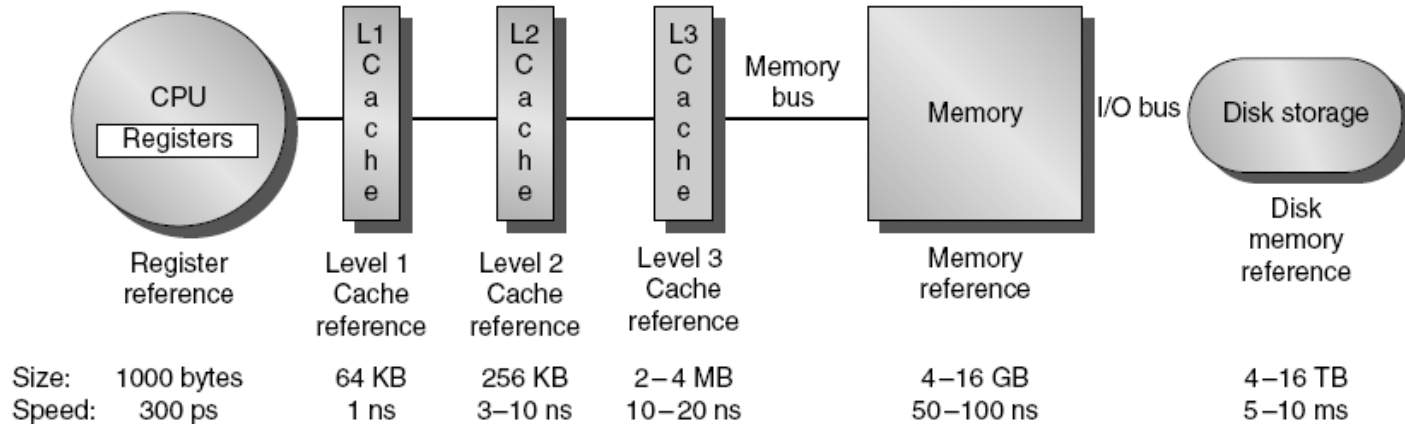 CPU
Registers
L1
C
a
c
h
e
L2
C
a
c
h
e
L3
C
a
c
h
e
Memory
bus
Memory
I/O bus
Disk storage
Register
reference
Level 1
Cache
reference
Level 2
Cache
reference
Level 3
Cache
reference
Memory
reference
Disk
memory
reference
Size: 1000 bytes 64 KB 256 KB 2–4 MB 4–16 GB 4–16 TB
Speed: 300 ps 1 ns 3–10 ns 10–20 ns 50–100 ns 5–10 ms